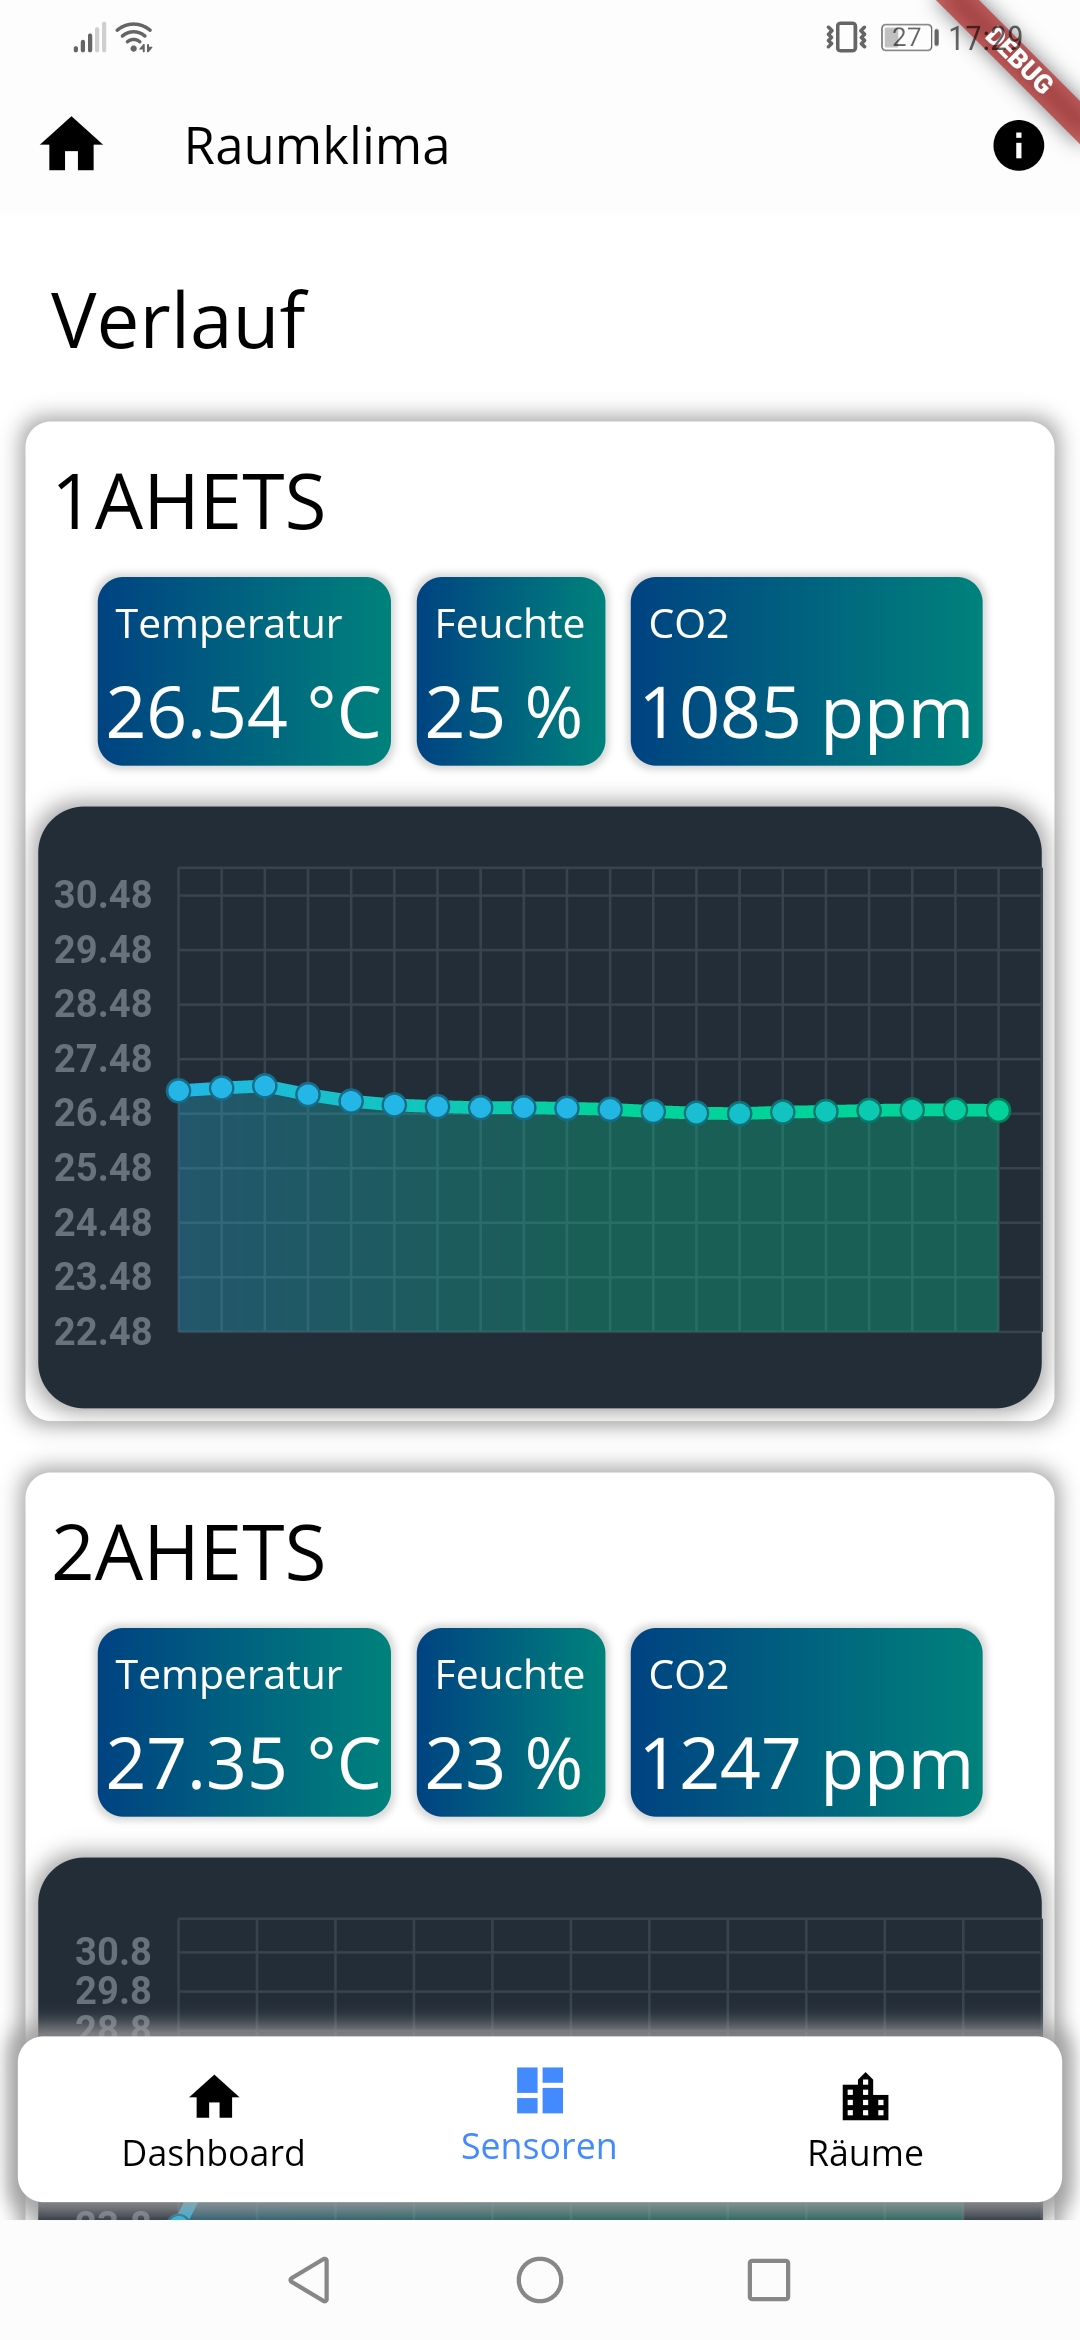 27 17:29
DEBUG
Raumklima
Verlauf
1AHETS
Temperatur Feuchte CO2
26.54 °C 25 % 1085 ppm
30.48
29.48
28.48
27.48
26.48
25.48
24.48
23.48
22.48
2AHETS
Temperatur Feuchte CO2
27.35 °C 23 % 1247 ppm
30.8
29.8
28.8
Dashboard Sensoren Räume